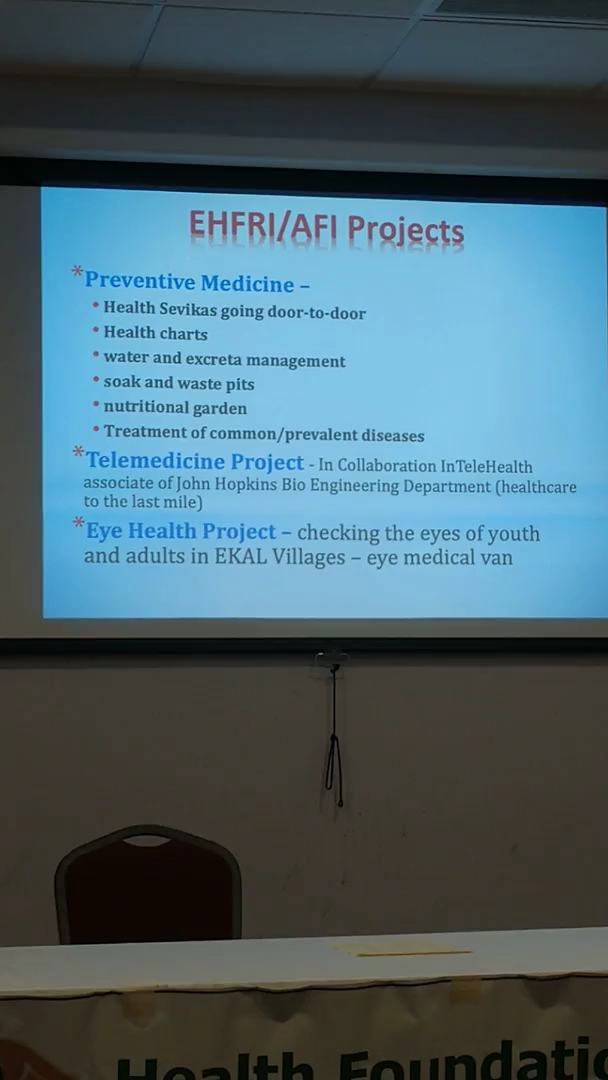 EHFRI/AFI Projects
*Preventive Medicine –
• Health Sevikas going door-to-door
• Health charts
• water and excreta management
• soak and waste pits
• nutritional garden
• Treatment of common/prevalent diseases
*Telemedicine Project - In Collaboration InTeleHealth
associate of John Hopkins Bio Engineering Department (healthcare
to the last mile)
*Eye Health Project – checking the eyes of youth
and adults in EKAL Villages – eye medical van
Health Foundatio